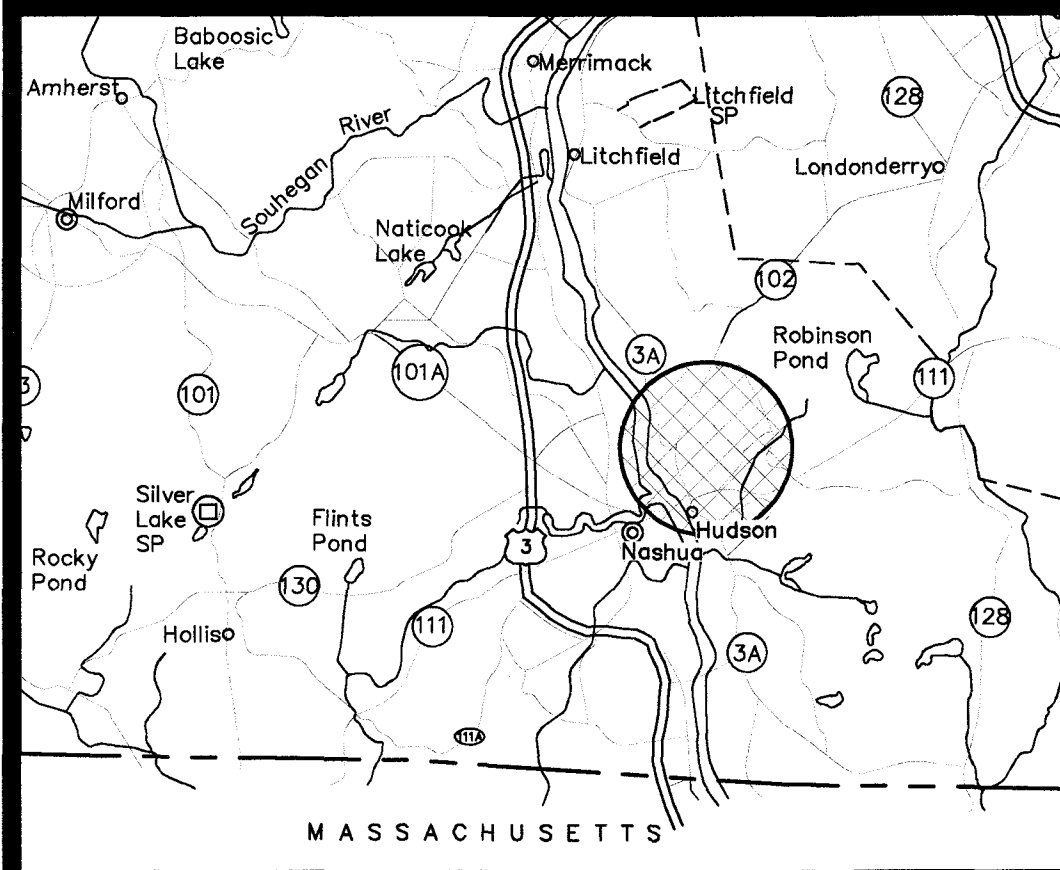 Baboosic
Lake
Merrimack
Amherst
Litchfield
SP
128
River
Souhegan
Litchfield
Londonderry
Milford
Naticook
Lake
102
Robinson
Pond
3A
101A
111
3
101
Silver
Lake
SP
Flints
Pond
Hudson
3
Nashua
Rocky
Pond
130
111
128
Hollis
3A
111A
MASSACHUSETTS